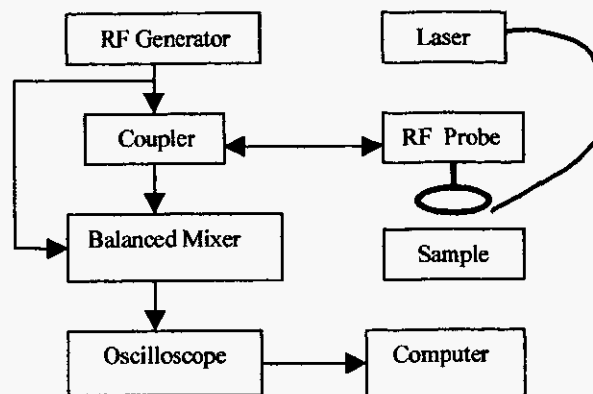 RF Generator
Laser
Coupler
RF Probe
Balanced Mixer
Sample
Oscilloscope
Computer